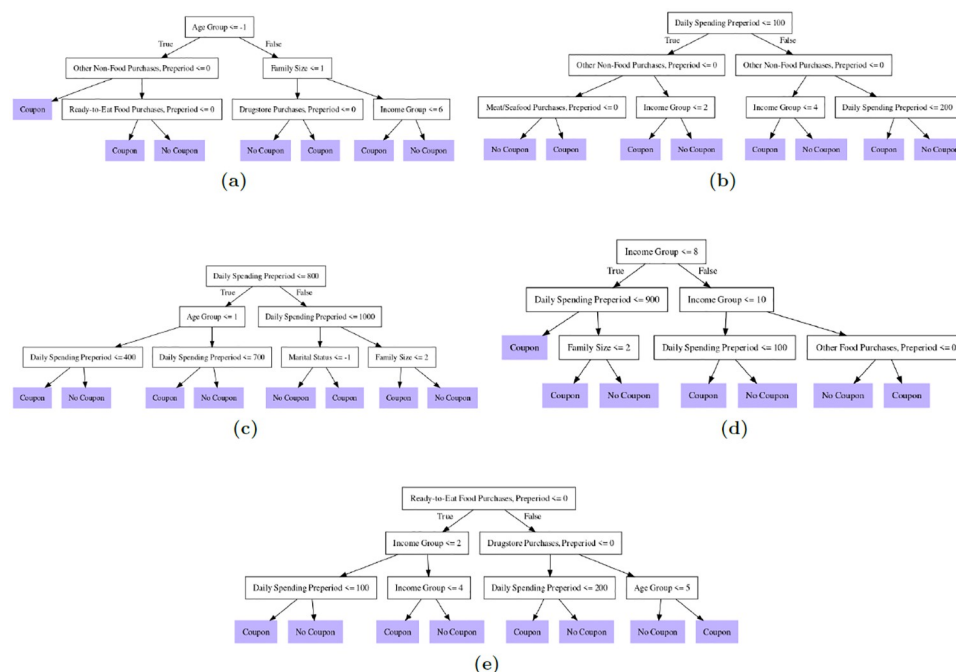 Age Group <= -1
True
False
Other Non-Food Purchases, Preperiod <=0
Family Size <=1
Coupon
Ready-to-Eat Food Purchases, Preperiod <=0
Drugstore Purchases, Preperiod <=0
Income Group <=6
Coupon
No Coupon
No Coupon
Coupon
Coupon
No Coupon
(a)
Daily Spending Preperiod <= 100
True
False
Other Non-Food Purchases, Preperiod <=0
Other Non-Food Purchases, Preperiod <=0
Meat/Seafood Purchases, Preperiod <=0
Income Group <=2
Income Group <=4
Daily Spending Preperiod <=200
No Coupon
Coupon
Coupon
No Coupon
Coupon
No Coupon
Coupon
No Coupon
(b)
Daily Spending Preperiod <= 800
True
False
Age Group <= 1
Daily Spending Preperiod <=1000
Daily Spending Preperiod <=400
Daily Spending Preperiod <=700
Marital Status <= -1
Family Size <= 2
Coupon
No Coupon
Coupon
No Coupon
No Coupon
Coupon
Coupon
No Coupon
(c)
Income Group <= 8
True
False
Daily Spending Preperiod <=900
Income Group <= 10
Coupon
Family Size <= 2
Daily Spending Preperiod <=100
Other Food Purchases, Preperiod <=0
Coupon
No Coupon
Coupon
No Coupon
No Coupon
Coupon
(d)
Ready-to-Eat Food Purchases, Preperiod <= 0
True
False
Income Group <= 2
Drugstore Purchases, Preperiod <=0
Daily Spending Preperiod <= 100
Income Group <=4
Daily Spending Preperiod <= 200
Age Group <= 5
Coupon
No Coupon
Coupon
No Coupon
Coupon
No Coupon
No Coupon
Coupon
(e)